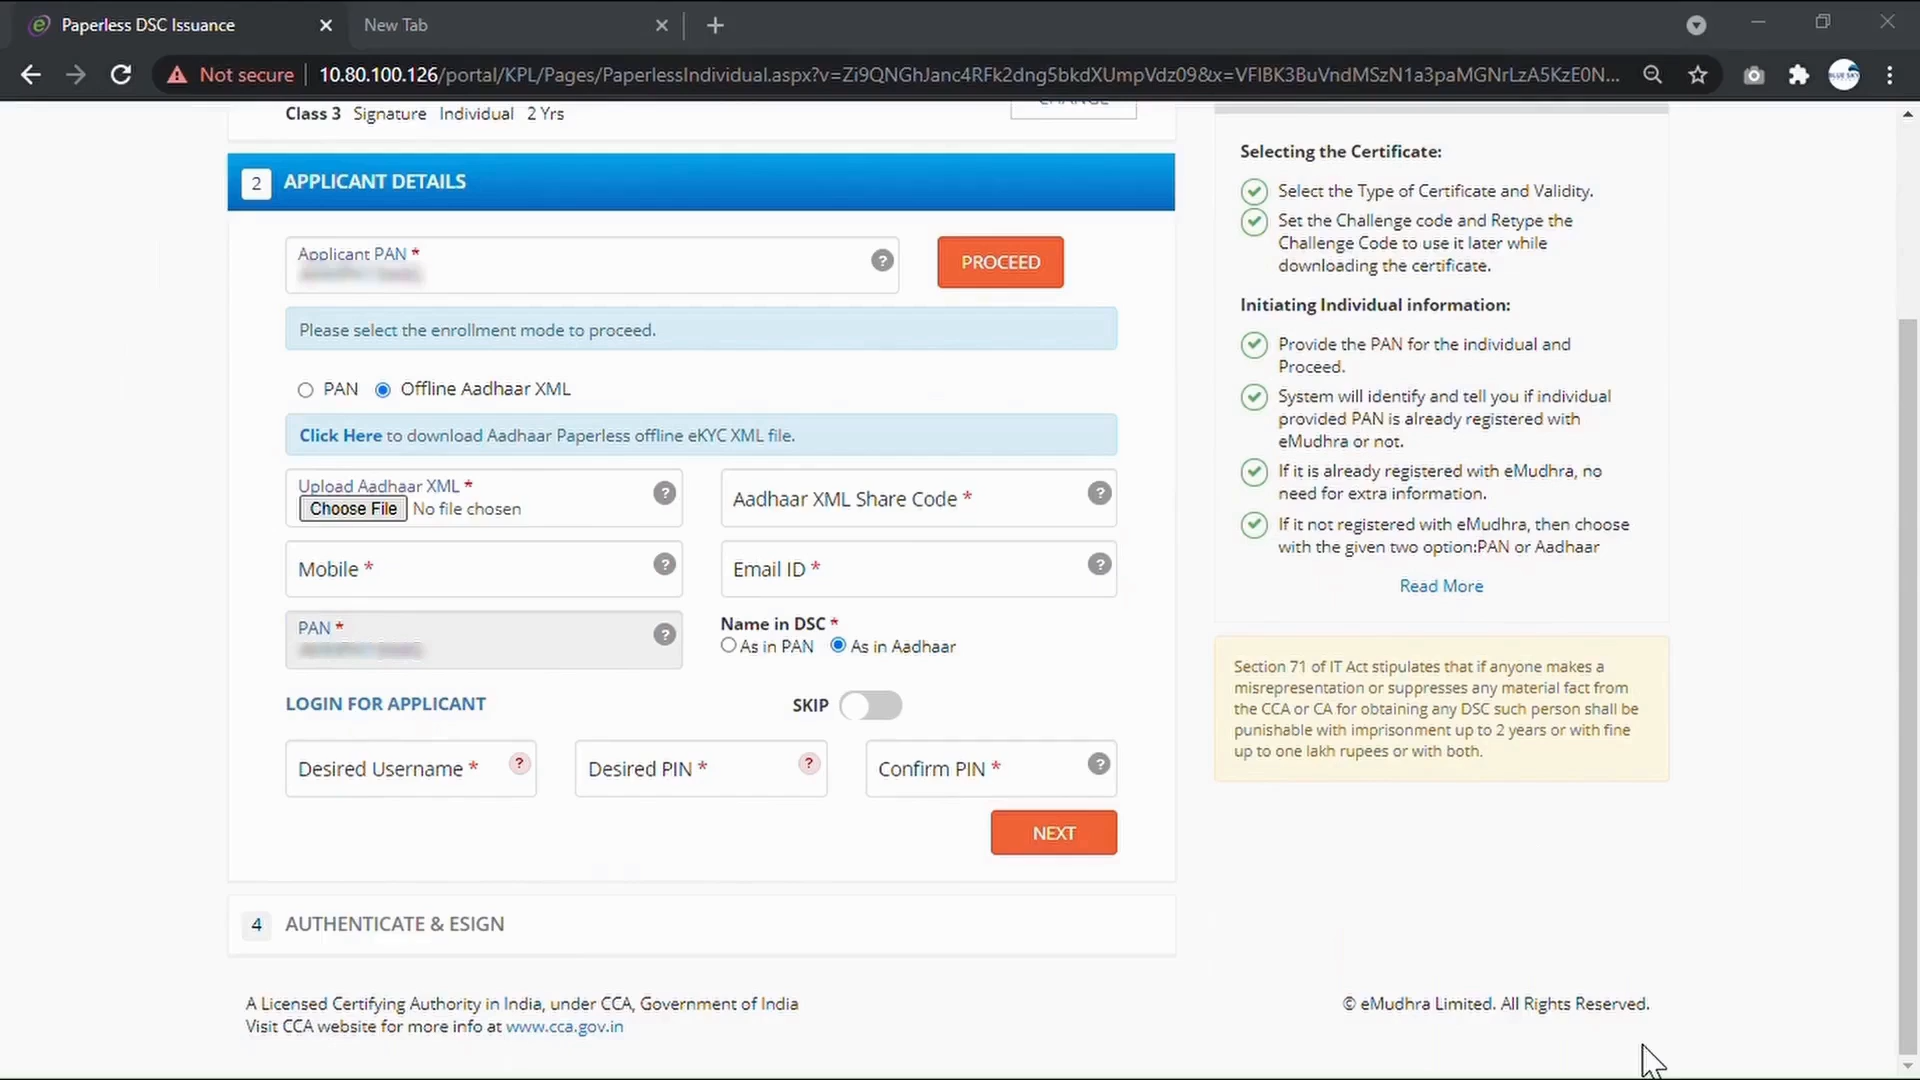 Paperless DSC Issuance
New Tab
Not secure
10.80.100.126/portal/KPL/Pages/PaperlessIndividual.aspx?v=Zi9QNGhJanc4RFk2dng5bkdXUmpVdz09&x=VFlBK3BuVndMSzN1a3paMGNrLzA5KzE0N...
Class 3 Signature Individual 2 Yrs
CHANGE
2 APPLICANT DETAILS
Applicant PAN *
?
PROCEED
Please select the enrollment mode to proceed.
PAN
Offline Aadhaar XML
Click Here to download Aadhaar Paperless offline eKYC XML file.
Upload Aadhaar XML *
Choose File No file chosen
?
Aadhaar XML Share Code *
?
Mobile *
?
Email ID *
?
PAN *
?
Name in DSC *
As in PAN
As in Aadhaar
LOGIN FOR APPLICANT
SKIP
Desired Username *
?
Desired PIN *
?
Confirm PIN *
?
NEXT
4 AUTHENTICATE & ESIGN
Selecting the Certificate:
Select the Type of Certificate and Validity.
Set the Challenge code and Retype the
Challenge Code to use it later while
downloading the certificate.
Initiating Individual information:
Provide the PAN for the individual and
Proceed.
System will identify and tell you if individual
provided PAN is already registered with
eMudhra or not.
If it is already registered with eMudhra, no
need for extra information.
If it not registered with eMudhra, then choose
with the given two option:PAN or Aadhaar
Read More
Section 71 of IT Act stipulates that if anyone makes a
misrepresentation or suppresses any material fact from
the CCA or CA for obtaining any DSC such person shall be
punishable with imprisonment up to 2 years or with fine
up to one lakh rupees or with both.
A Licensed Certifying Authority in India, under CCA, Government of India
Visit CCA website for more info at www.cca.gov.in
© eMudhra Limited. All Rights Reserved.